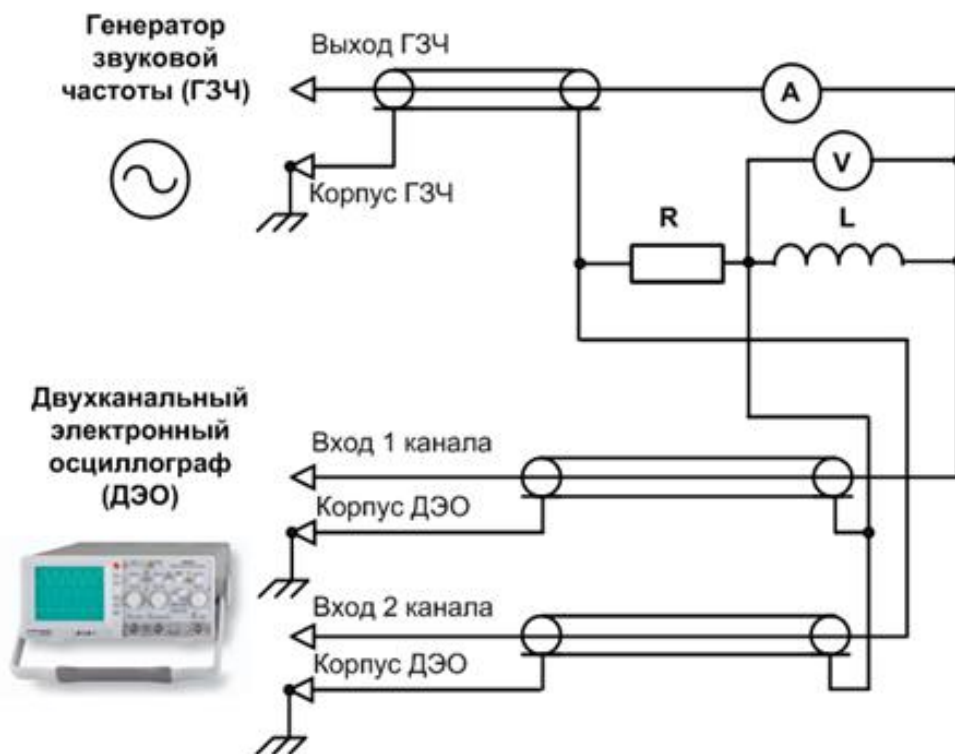 Генератор
звуковой
частоты (ГЗЧ)
Выход ГЗЧ
Корпус ГЗЧ
A
V
R
L
Двухканальный
электронный
осциллограф
(ДЭО)
Вход 1 канала
Корпус ДЭО
Вход 2 канала
Корпус ДЭО